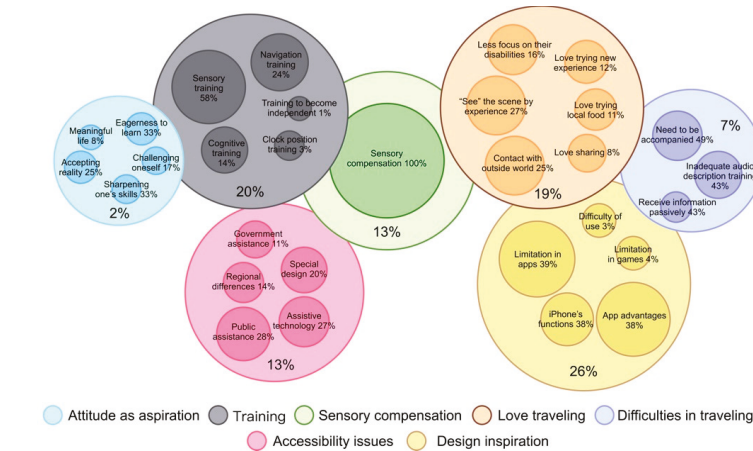 Meaningful
life 8%
Eagerness to
learn 33%
Accepting
reality 25%
Challenging
oneself 17%
Sharpening
one's skills 33%
2%
Sensory
training
58%
Navigation
training
24%
Training to become
independent 1%
Cognitive
training
14%
Clock position
training 3%
20%
Sensory
compensation 100%
13%
Less focus on their
disabilities 16%
Love trying new
experience 12%
"See" the scene by
experience 27%
Love trying
local food 11%
Contact with
outside world 25%
Love sharing 8%
19%
7%
Need to be
accompanied 49%
Inadequate audio
description training
43%
Receive information
passively 43%
Government
assistance 11%
Special
design 20%
Regional
differences 14%
Public
assistance 28%
Assistive
technology 27%
13%
Difficulty of
use 3%
Limitation in
apps 39%
Limitation
in games 4%
iPhone's
functions 38%
App advantages
38%
26%
Attitude as aspiration
Training
Sensory compensation
Love traveling
Difficulties in traveling
Accessibility issues
Design inspiration